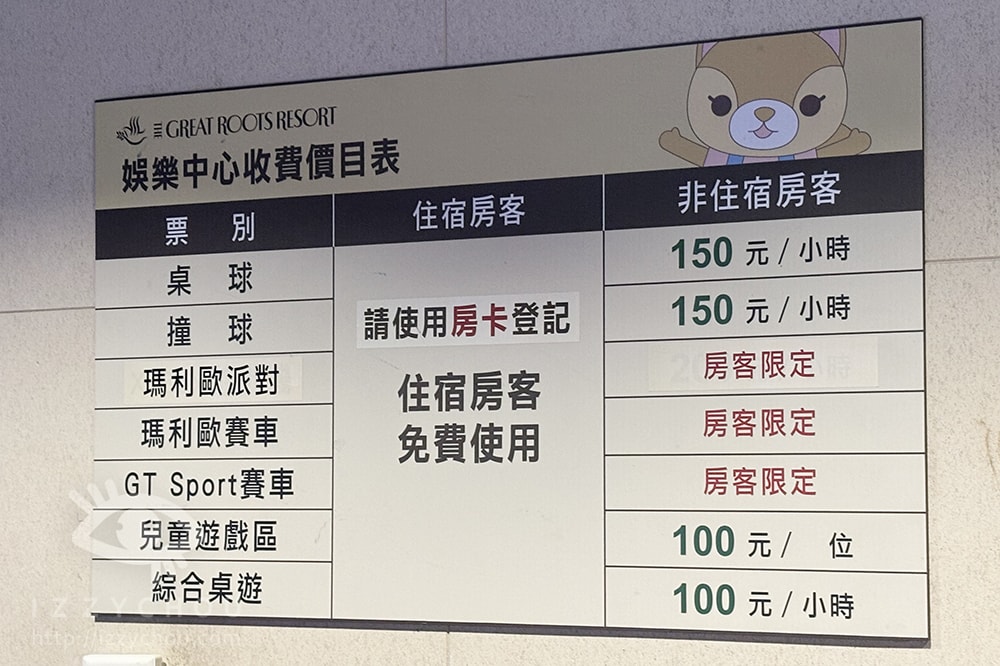 THE GREAT ROOTS RESORT
娛樂中心收費價目表
票別 住宿房客 非住宿房客
桌球 150 元 / 小時
撞球 150 元 / 小時
請使用房卡登記
瑪利歐派對 房客限定
住宿房客
瑪利歐賽車 房客限定
免費使用
GT Sport賽車 房客限定
兒童遊戲區 100 元 / 位
綜合桌遊 100 元 / 小時
IZZYCHOU
http://izzychou.com